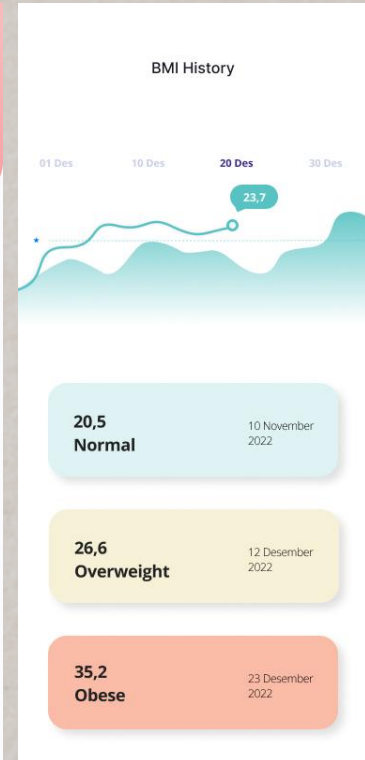 BMI History
01 Des 10 Des 20 Des 30 Des
23,7
20,5
Normal
10 November
2022
26,6
Overweight
12 Desember
2022
35,2
Obese
23 Desember
2022